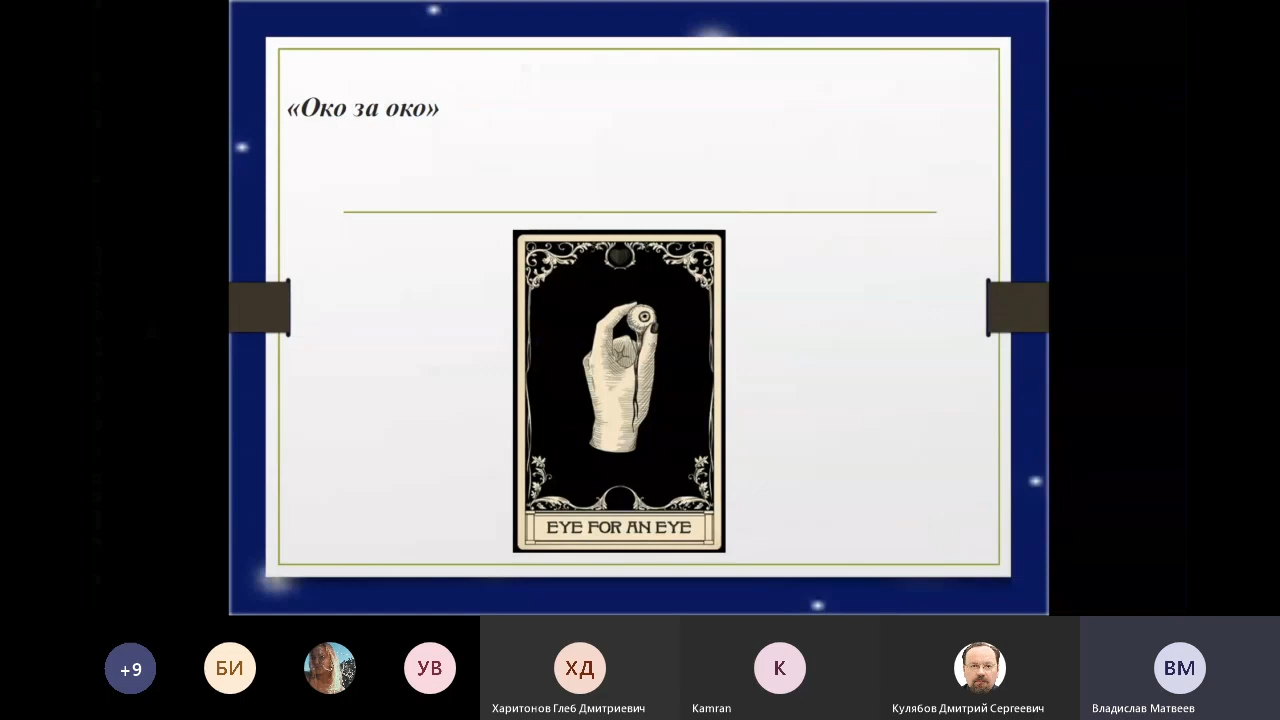 «Око за око»
EYE FOR AN EYE
+9
БИ
УВ
ХД
К
ВМ
Харитонов Глеб Дмитриевич
Kamran
Кулябов Дмитрий Сергеевич
Владислав Матвеев